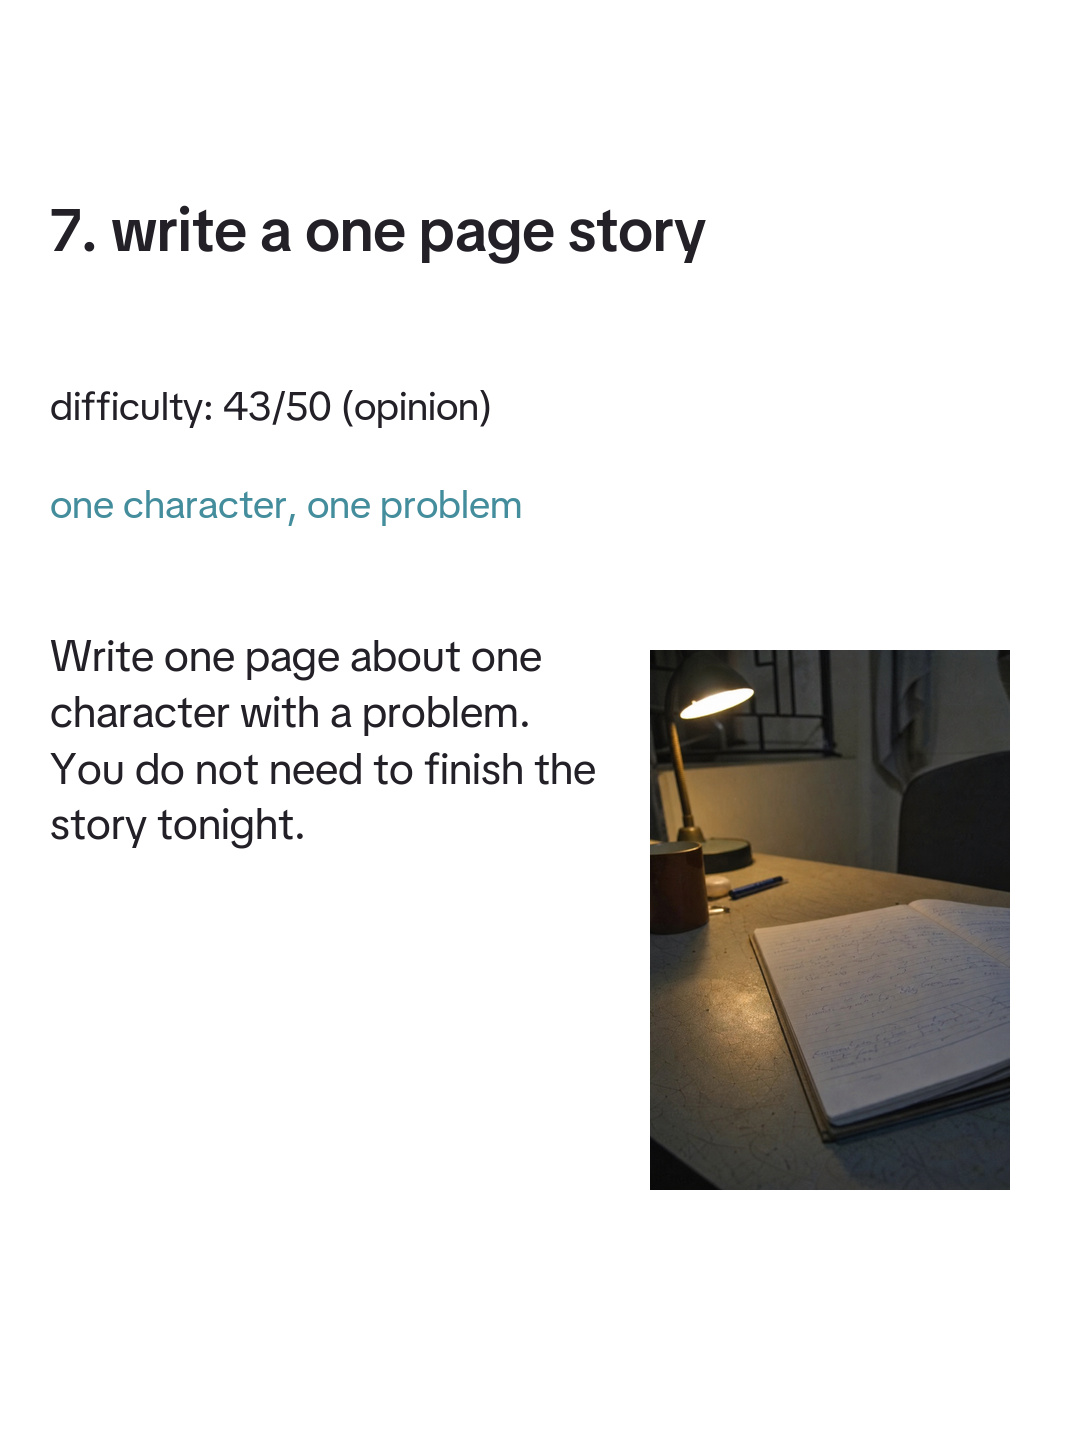 7. write a one page story
difficulty: 43/50 (opinion)
one character, one problem
Write one page about one
character with a problem.
You do not need to finish the
story tonight.